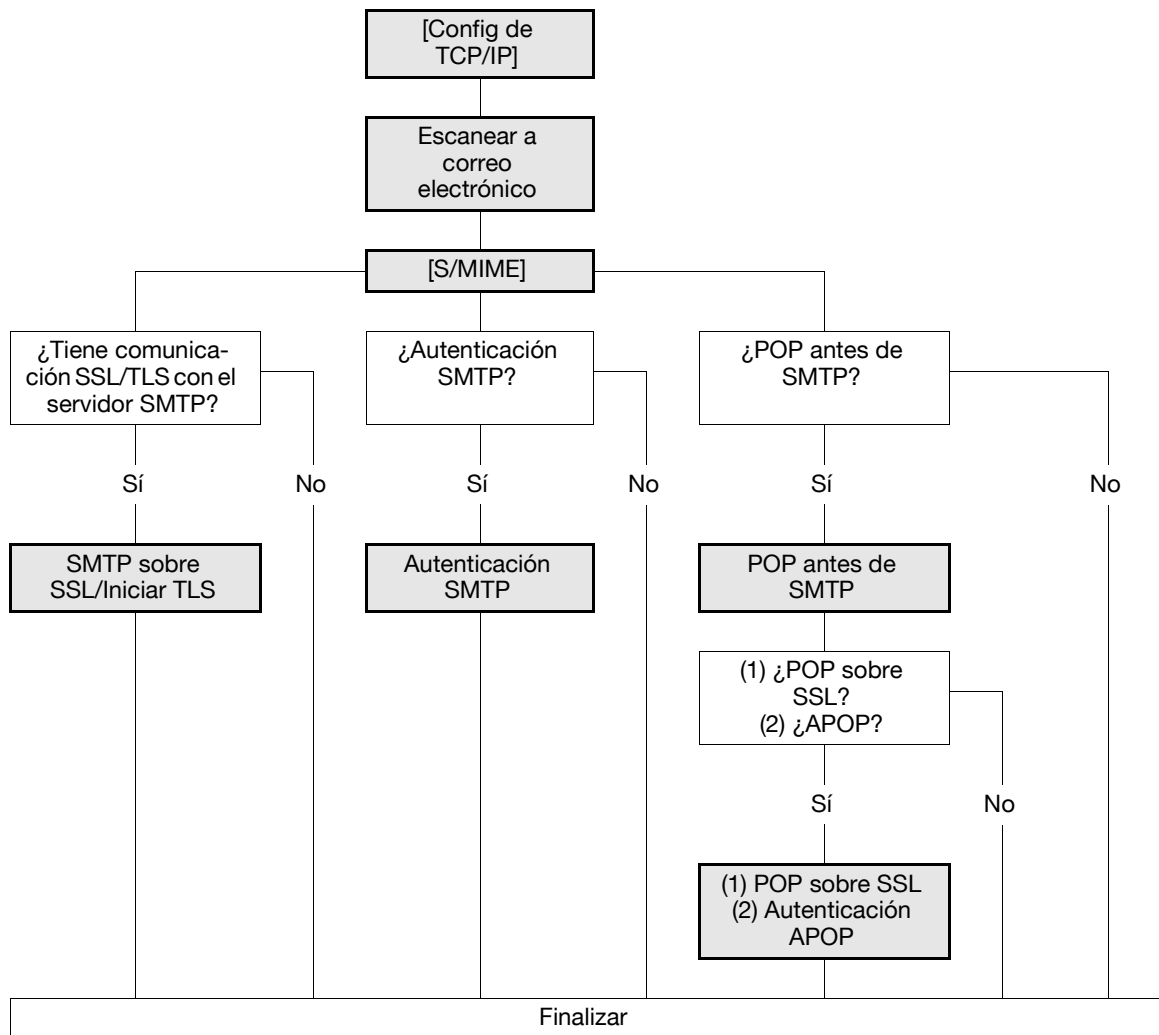 [Config de
TCP/IP]
Escanear a
correo
electrónico
[S/MIME]
¿Tiene comunica-
ción SSL/TLS con el
servidor SMTP?
¿Autenticación
SMTP?
¿POP antes de
SMTP?
Sí
No
Sí
No
Sí
No
SMTP sobre
SSL/Iniciar TLS
Autenticación
SMTP
POP antes de
SMTP
(1) ¿POP sobre
SSL?
(2) ¿APOP?
Sí
No
(1) POP sobre SSL
(2) Autenticación
APOP
Finalizar